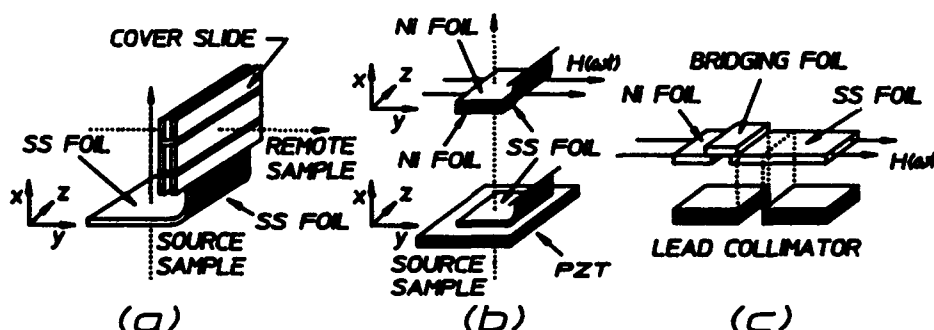 COVER SLIDE
SS FOIL
REMOTE
SAMPLE
x
z
y
SS FOIL
SOURCE
SAMPLE
(a)
Ni FOIL
H(ωt)
x
z
y
Ni FOIL
SS FOIL
x
z
y
SOURCE
SAMPLE
PZT
(b)
BRIDGING FOIL
Ni FOIL
SS FOIL
H(ωt)
LEAD COLLIMATOR
(c)